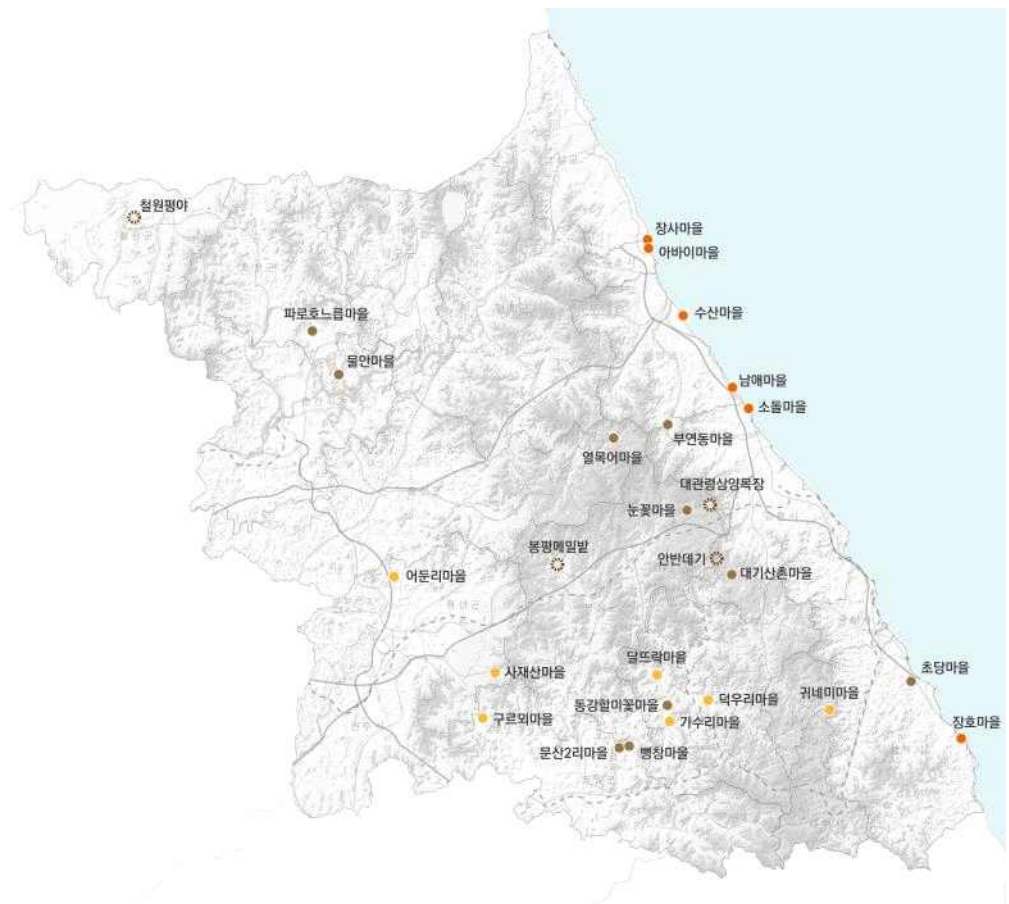 철원평야
장사마을
아바이마을
수산마을
파로호느릅마을
물안마을
남애마을
소돌마을
부연동마을
열목어마을
대관령삼양목장
눈꽃마을
봉평메밀밭
안반데기
대기산촌마을
어둔리마을
사재산마을
달뜨락마을
초당마을
구르뫼마을
동강할미꽃마을
덕우리마을
귀네미마을
가수리마을
장호마을
문산2리마을
뺑창마을
횡성군